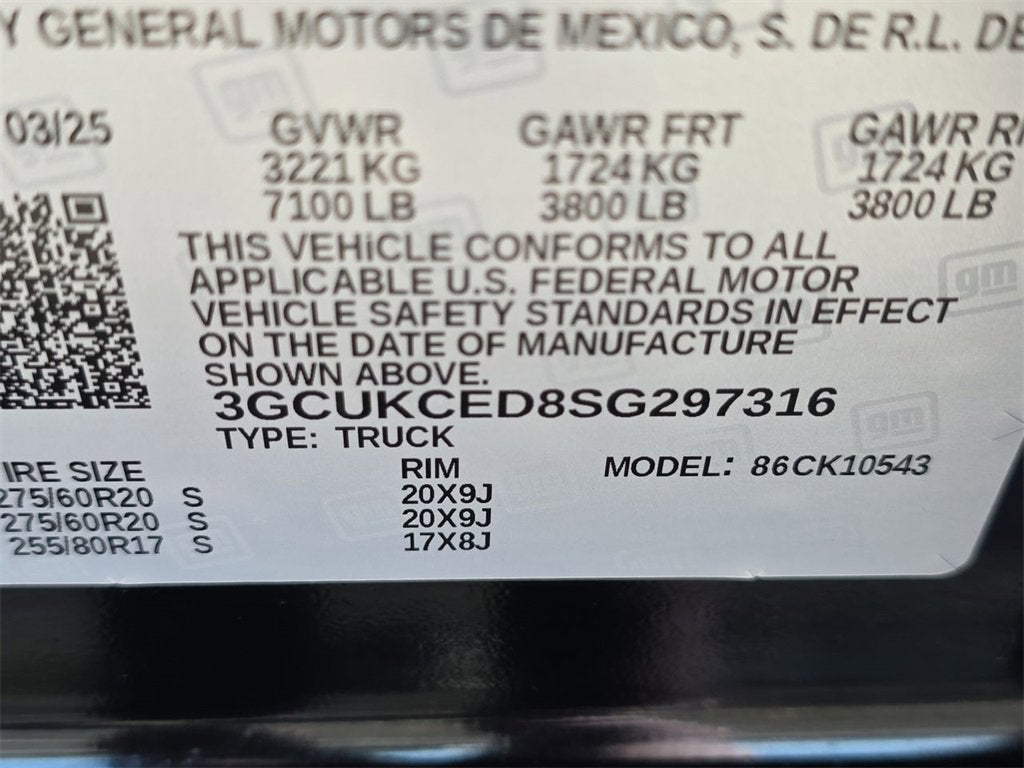 Y GENERAL MOTORS DE MEXICO, S. DE R.L. DE
03/25 GVWR GAWR FRT GAWR R
3221 KG 1724 KG 1724 KG
7100 LB 3800 LB 3800 LB
THIS VEHICLE CONFORMS TO ALL
APPLICABLE U.S. FEDERAL MOTOR
VEHICLE SAFETY STANDARDS IN EFFECT
ON THE DATE OF MANUFACTURE
SHOWN ABOVE.
3GCUKCED8SG297316
TYPE: TRUCK
IRE SIZE RIM MODEL: 86CK10543
275/60R20 S 20X9J
275/60R20 S 20X9J
255/80R17 S 17X8J
gm
gm